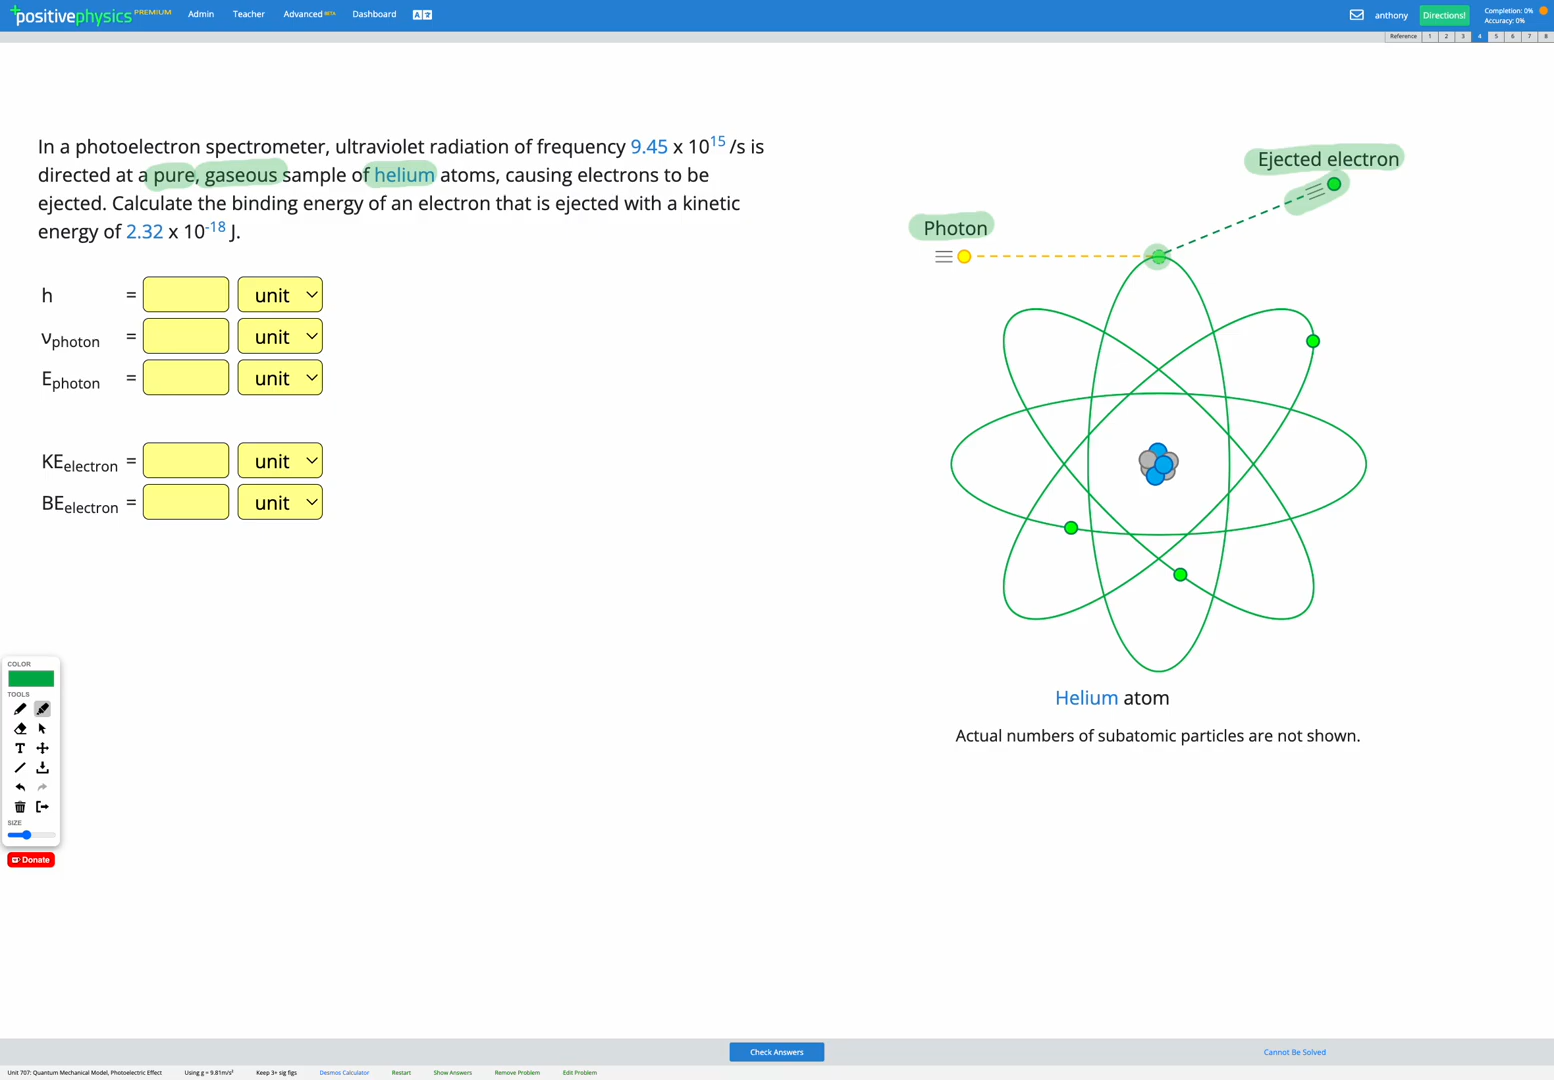 +positivephysics PREMIUM Admin Teacher Advanced BETA Dashboard
anthony Directions! Completion: 0%
Accuracy: 0%
Reference 1 2 3 4 5 6 7 8
In a photoelectron spectrometer, ultraviolet radiation of frequency 9.45 x 10^15 /s is
directed at a pure, gaseous sample of helium atoms, causing electrons to be
ejected. Calculate the binding energy of an electron that is ejected with a kinetic
energy of 2.32 x 10^-18 J.
h = unit
νphoton = unit
Ephoton = unit
KEelectron = unit
BEelectron = unit
Ejected electron
Photon
Helium atom
Actual numbers of subatomic particles are not shown.
COLOR
TOOLS
T
SIZE
Donate
Check Answers
Cannot Be Solved
Unit 707: Quantum Mechanical Model, Photoelectric Effect Using g = 9.81m/s² Keep 3+ sig figs Desmos Calculator Restart Show Answers Remove Problem Edit Problem